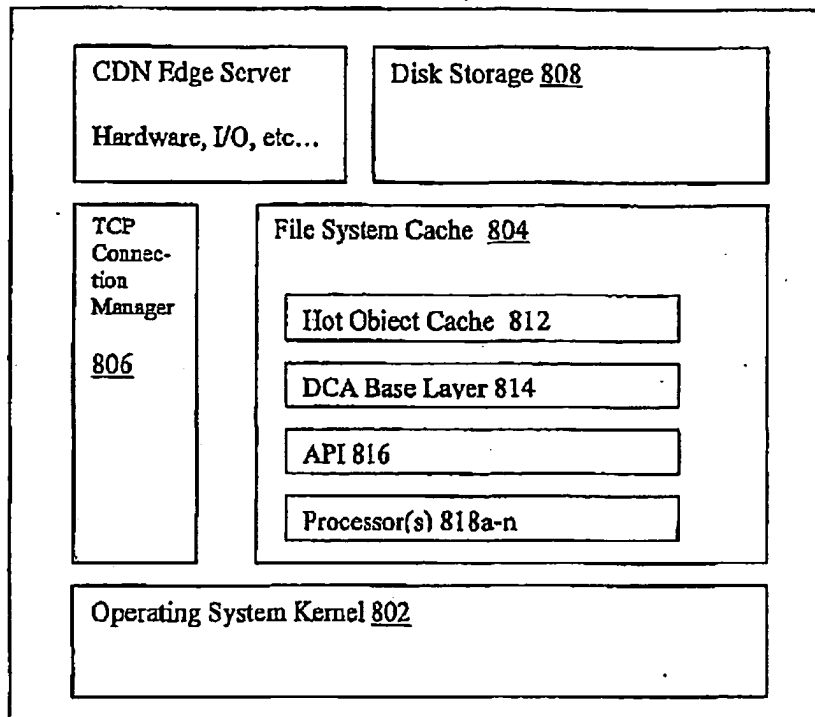 CDN Edge Server
Hardware, I/O, etc...
Disk Storage 808
TCP
Connec-
tion
Manager
806
File System Cache 804
Hot Object Cache 812
DCA Base Layer 814
API 816
Processor(s) 818a-n
Operating System Kernel 802